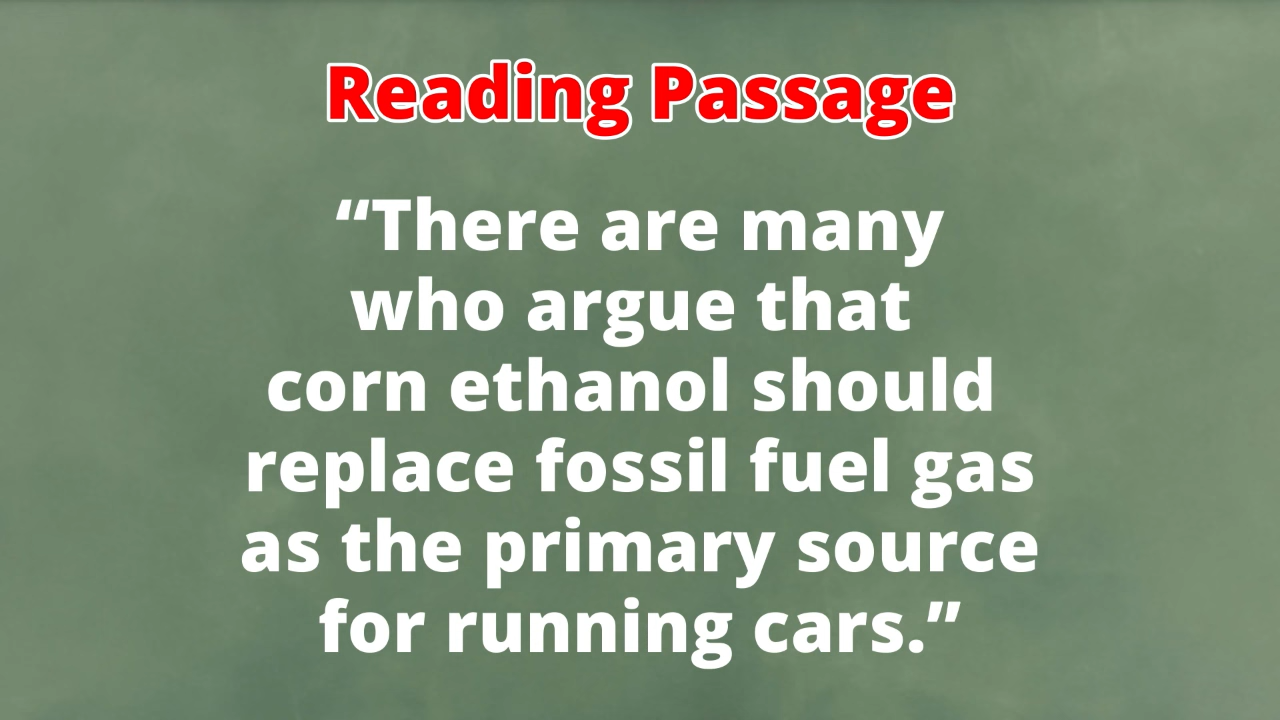 Reading Passage
“There are many
who argue that
corn ethanol should
replace fossil fuel gas
as the primary source
for running cars.”